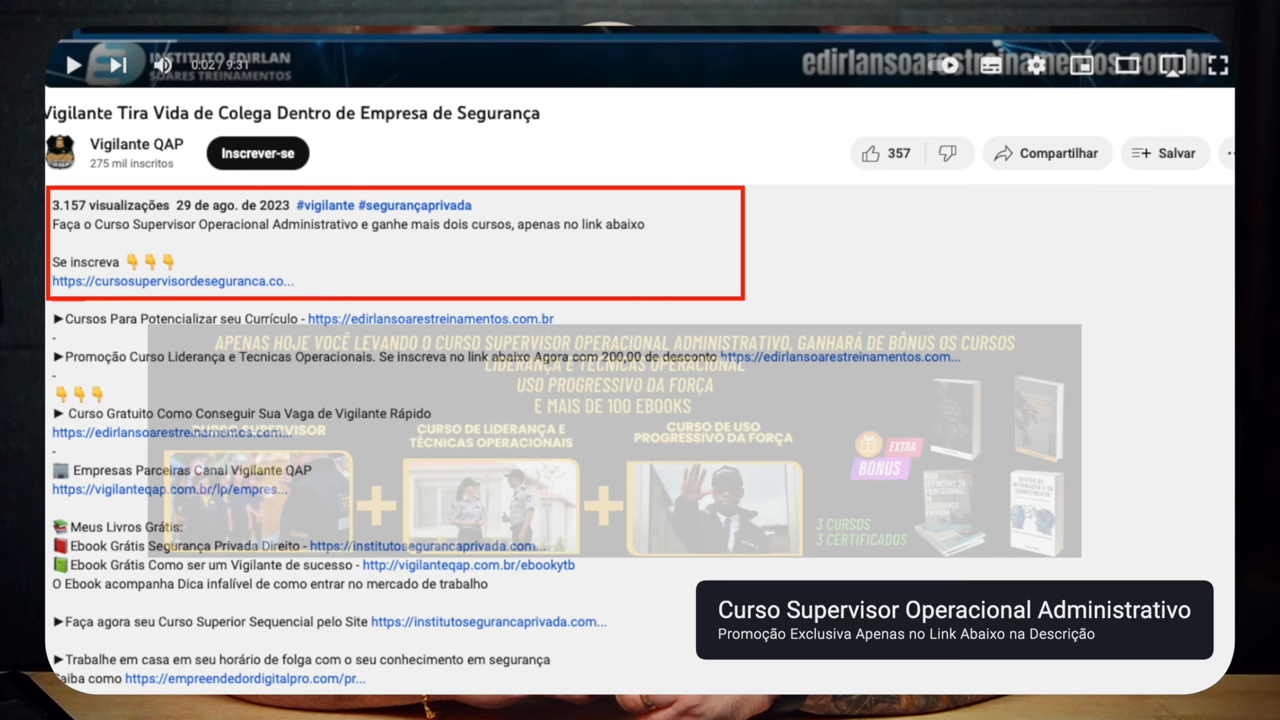 INSTITUTO EDIRLAN
SOARES TREINAMENTOS
0:02 / 9:31
edirlansoarestreinamentos.com.br
Vigilante Tira Vida de Colega Dentro de Empresa de Segurança
Vigilante QAP
275 mil inscritos
Inscrever-se
357
Compartilhar
Salvar
3.157 visualizações 29 de ago. de 2023 #vigilante #segurançaprivada
Faça o Curso Supervisor Operacional Administrativo e ganhe mais dois cursos, apenas no link abaixo
Se inscreva 👇 👇 👇
https://cursosupervisordeseguranca.co...
►Cursos Para Potencializar seu Currículo - https://edirlansoarestreinamentos.com.br
-
APENAS HOJE VOCÊ LEVANDO O CURSO SUPERVISOR OPERACIONAL ADMINISTRATIVO, GANHARÁ DE BÔNUS OS CURSOS
►Promoção Curso Liderança e Tecnicas Operacionais. Se inscreva no link abaixo Agora com 200,00 de desconto https://edirlansoarestreinamentos.com...
LIDERANÇA E TÉCNICAS OPERACIONAL
-
USO PROGRESSIVO DA FORÇA
👇 👇 👇
E MAIS DE 100 EBOOKS
► Curso Gratuito Como Conseguir Sua Vaga de Vigilante Rápido
https://edirlansoarestreinamentos.com...
CURSO SUPERVISOR
CURSO DE LIDERANÇA E
TÉCNICAS OPERACIONAIS
CURSO DE USO
PROGRESSIVO DA FORÇA
-
🏢 Empresas Parceiras Canal Vigilante QAP
https://vigilanteqap.com.br/lp/empres...
EXTRA
BONUS
3 CURSOS
3 CERTIFICADOS
📚 Meus Livros Grátis:
📕 Ebook Grátis Segurança Privada Direito - https://institutosegurancaprivada.com...
📗 Ebook Grátis Como ser um Vigilante de sucesso - http://vigilanteqap.com.br/ebookytb
O Ebook acompanha Dica infalível de como entrar no mercado de trabalho
►Faça agora seu Curso Superior Sequencial pelo Site https://institutosegurancaprivada.com...
►Trabalhe em casa em seu horário de folga com o seu conhecimento em segurança
Saiba como https://empreendedordigitalpro.com/pr...
Curso Supervisor Operacional Administrativo
Promoção Exclusiva Apenas no Link Abaixo na Descrição